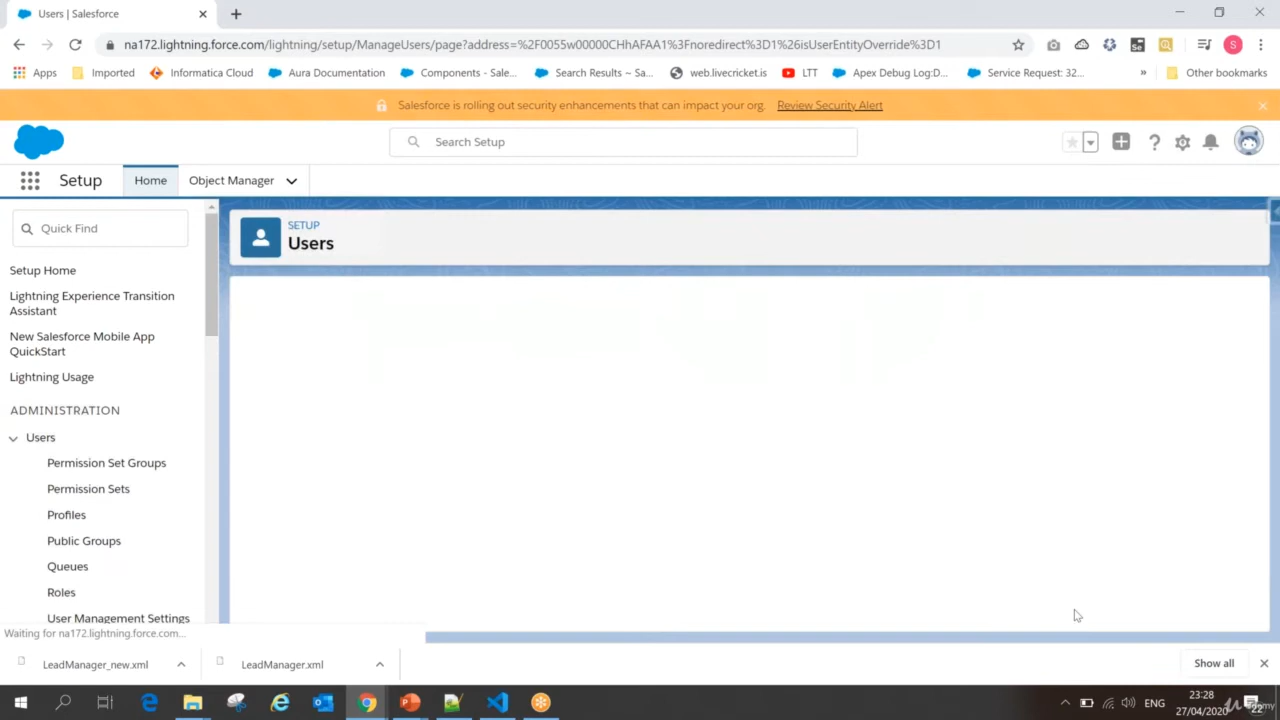 Users | Salesforce
na172.lightning.force.com/lightning/setup/ManageUsers/page?address=%2F0055w00000CHhAFAA1%3Fnoredirect%3D1%26isUserEntityOverride%3D1
Se
S
Apps
Imported
Informatica Cloud
Aura Documentation
Components - Sale...
Search Results ~ Sa...
web.livecricket.is
LTT
Apex Debug Log:D...
Service Request: 32...
»
Other bookmarks
Salesforce is rolling out security enhancements that can impact your org. Review Security Alert
Search Setup
Setup
Home
Object Manager
Quick Find
SETUP
Users
Setup Home
Lightning Experience Transition
Assistant
New Salesforce Mobile App
QuickStart
Lightning Usage
ADMINISTRATION
Users
Permission Set Groups
Permission Sets
Profiles
Public Groups
Queues
Roles
User Management Settings
Waiting for na172.lightning.force.com...
LeadManager_new.xml
LeadManager.xml
Show all
ENG
23:28
27/04/2020
22
Udemy